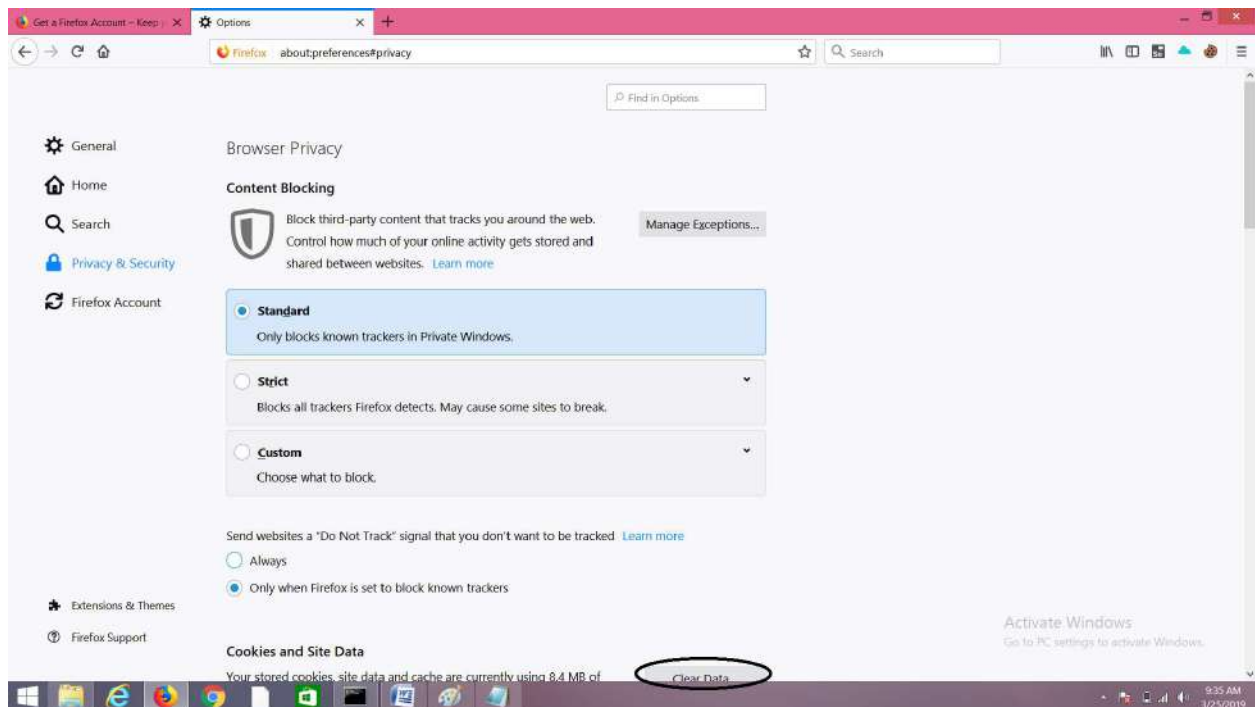 Get a Firefox Account – Keep
Options
Firefox about:preferences#privacy
Search
Find in Options
General
Home
Search
Privacy & Security
Firefox Account
Extensions & Themes
Firefox Support
Browser Privacy
Content Blocking
Block third-party content that tracks you around the web.
Control how much of your online activity gets stored and
shared between websites. Learn more
Manage Exceptions...
Standard
Only blocks known trackers in Private Windows.
Strict
Blocks all trackers Firefox detects. May cause some sites to break.
Custom
Choose what to block.
Send websites a "Do Not Track" signal that you don't want to be tracked Learn more
Always
Only when Firefox is set to block known trackers
Cookies and Site Data
Your stored cookies, site data and cache are currently using 8.4 MB of
Clear Data
Activate Windows
Go to PC settings to activate Windows.
9:35 AM
3/25/2019